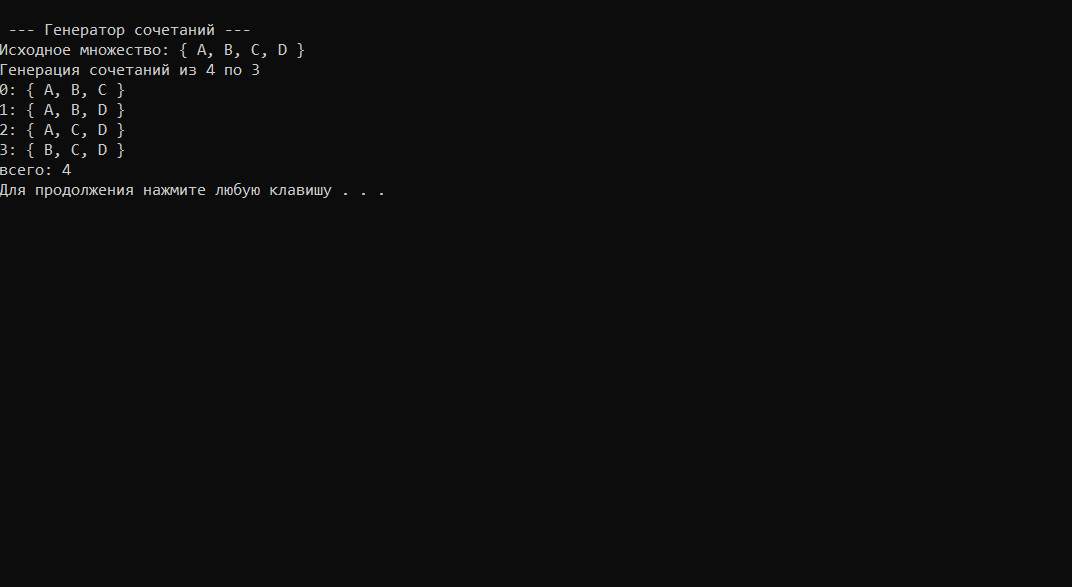 --- Генератор сочетаний ---
Исходное множество: { A, B, C, D }
Генерация сочетаний из 4 по 3
0: { A, B, C }
1: { A, B, D }
2: { A, C, D }
3: { B, C, D }
всего: 4
Для продолжения нажмите любую клавишу . . .